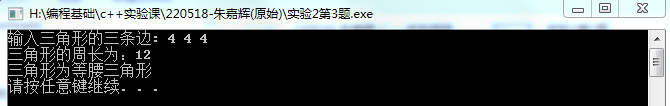 H:\编程基础\c++实验课\220518-朱嘉辉(原始)\实验2第3题.exe
输入三角形的三条边：4 4 4
三角形的周长为：12
三角形为等腰三角形
请按任意键继续. . .